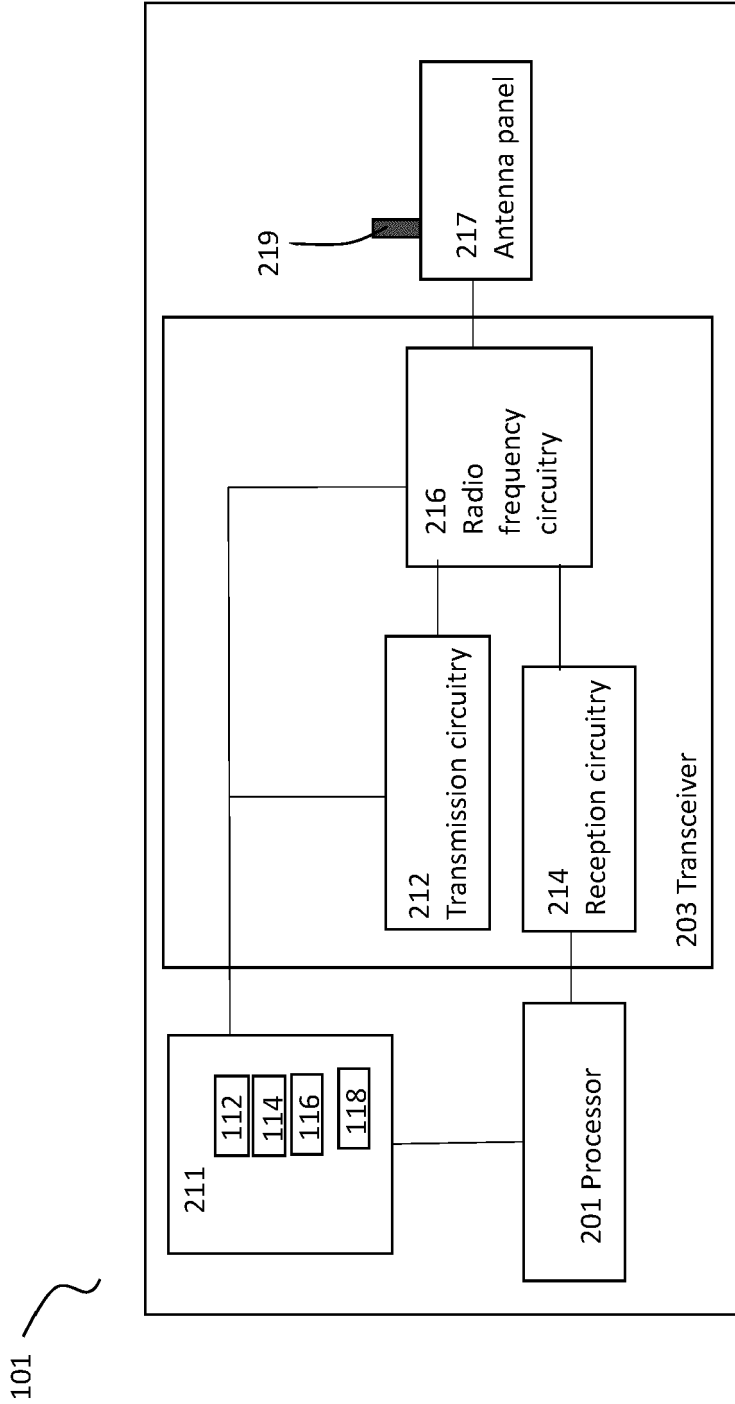 101
211
112
114
116
118
201 Processor
212
Transmission circuitry
214
Reception circuitry
203 Transceiver
216
Radio
frequency
circuitry
219
217
Antenna panel